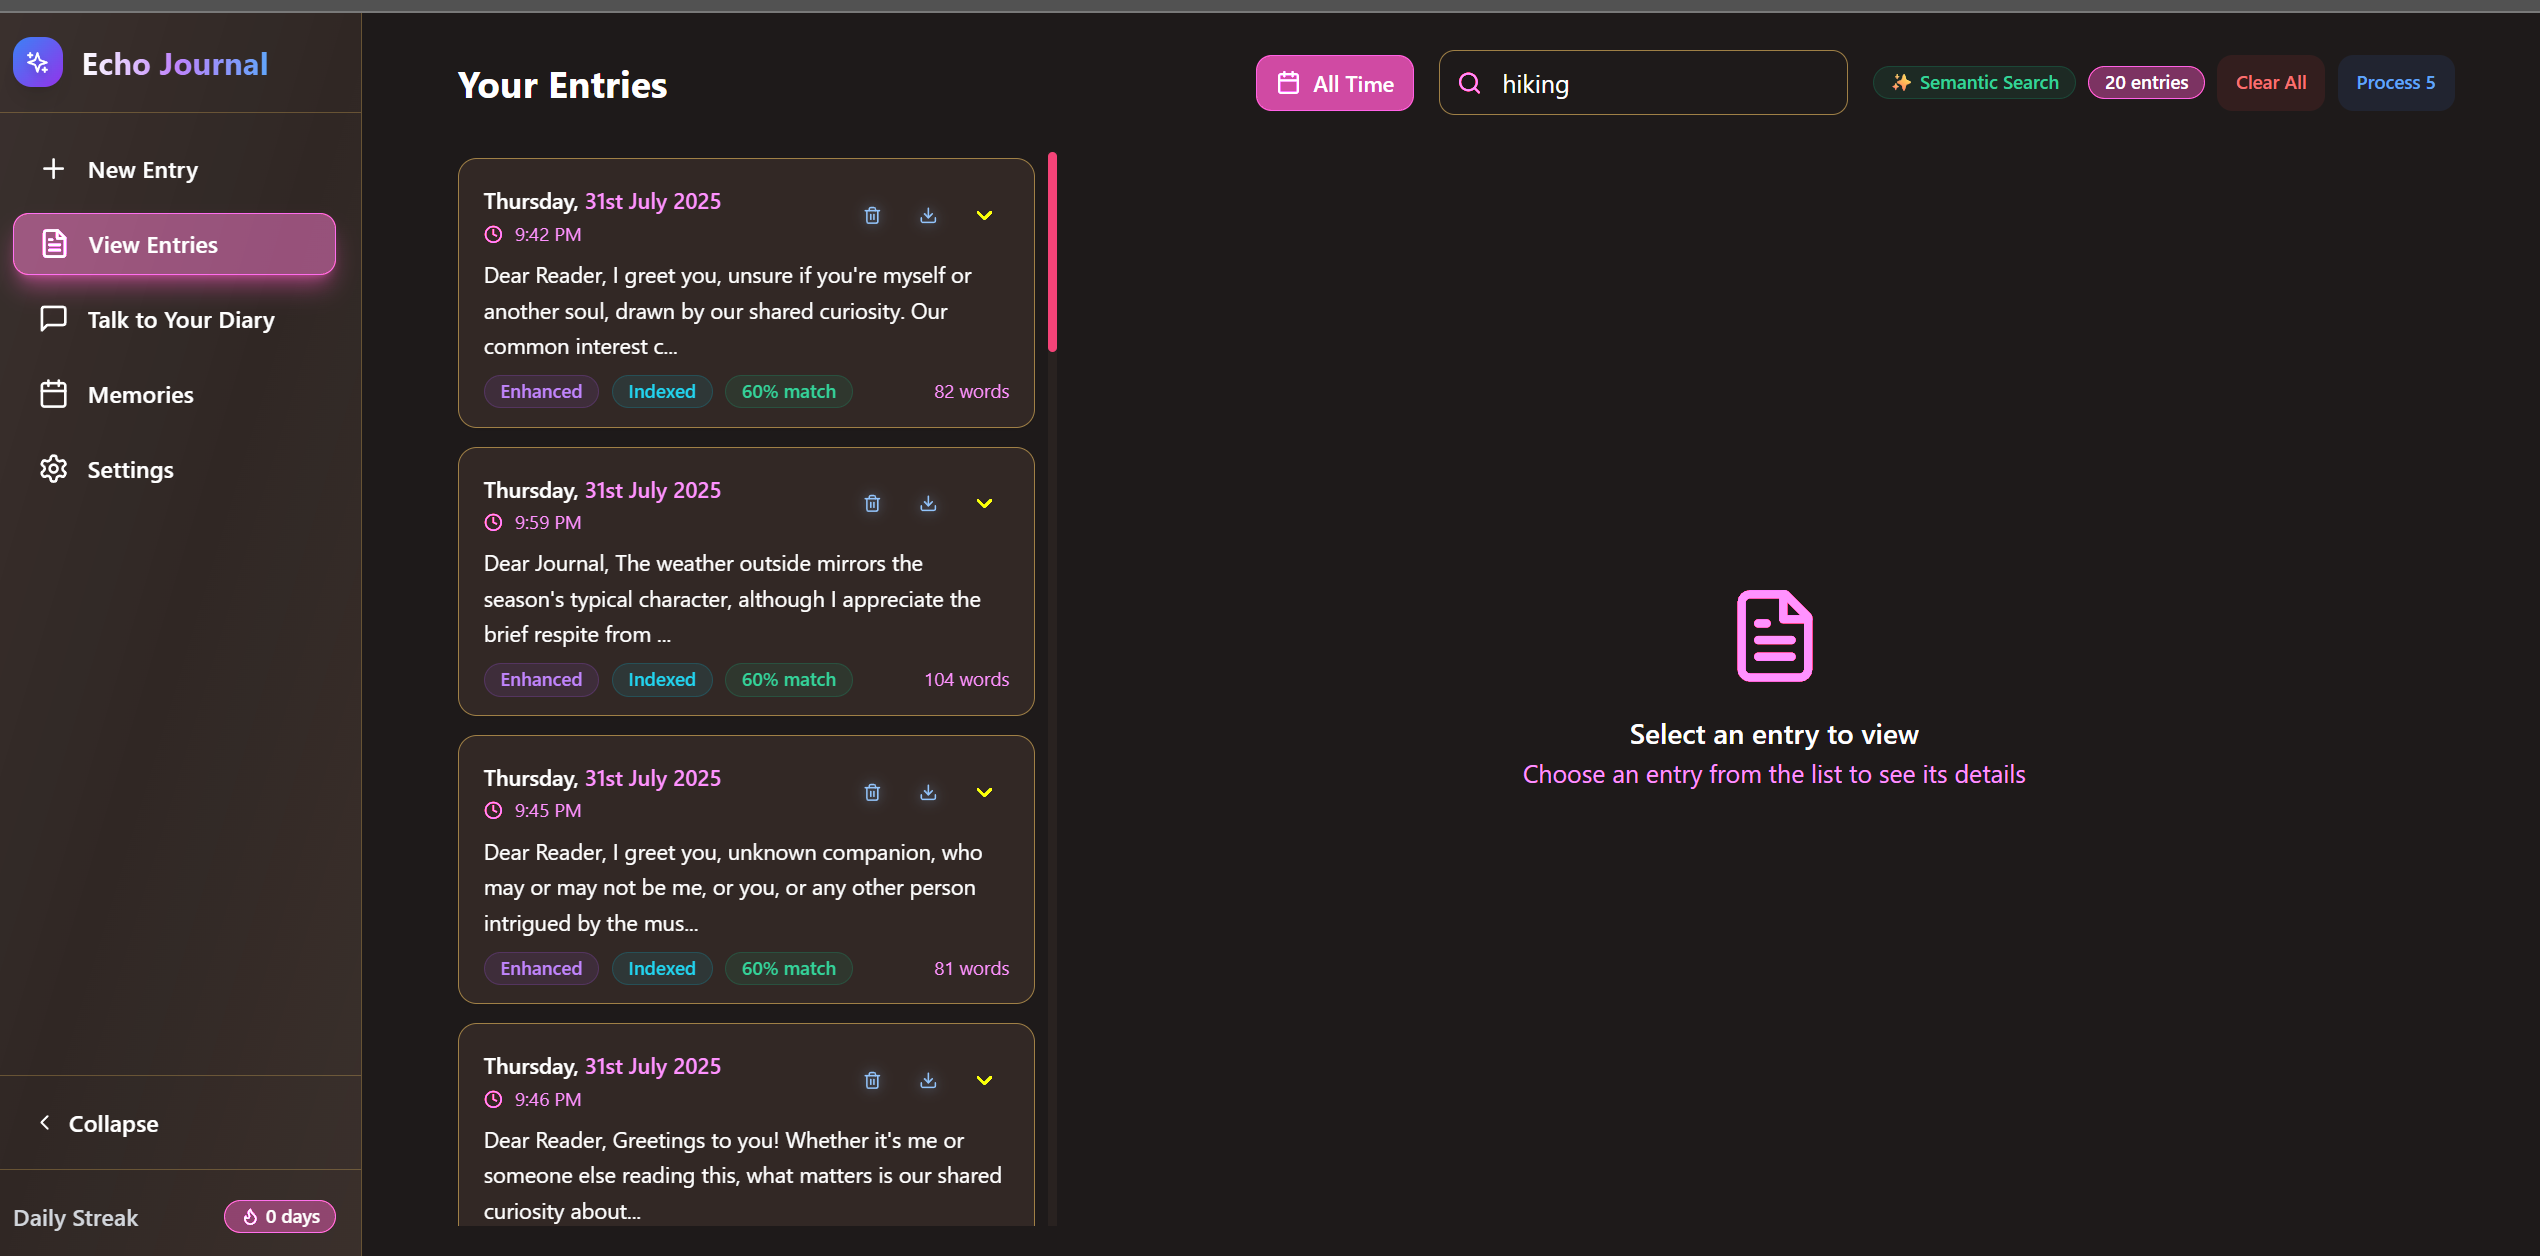 Echo Journal
New Entry
View Entries
Talk to Your Diary
Memories
Settings
Collapse
Daily Streak
0 days
Your Entries
All Time
hiking
Semantic Search
20 entries
Clear All
Process 5
Thursday, 31st July 2025
9:42 PM
Dear Reader, I greet you, unsure if you're myself or
another soul, drawn by our shared curiosity. Our
common interest c...
Enhanced Indexed 60% match 82 words
Thursday, 31st July 2025
9:59 PM
Dear Journal, The weather outside mirrors the
season's typical character, although I appreciate the
brief respite from ...
Enhanced Indexed 60% match 104 words
Thursday, 31st July 2025
9:45 PM
Dear Reader, I greet you, unknown companion, who
may or may not be me, or you, or any other person
intrigued by the mus...
Enhanced Indexed 60% match 81 words
Thursday, 31st July 2025
9:46 PM
Dear Reader, Greetings to you! Whether it's me or
someone else reading this, what matters is our shared
curiosity about...
Select an entry to view
Choose an entry from the list to see its details